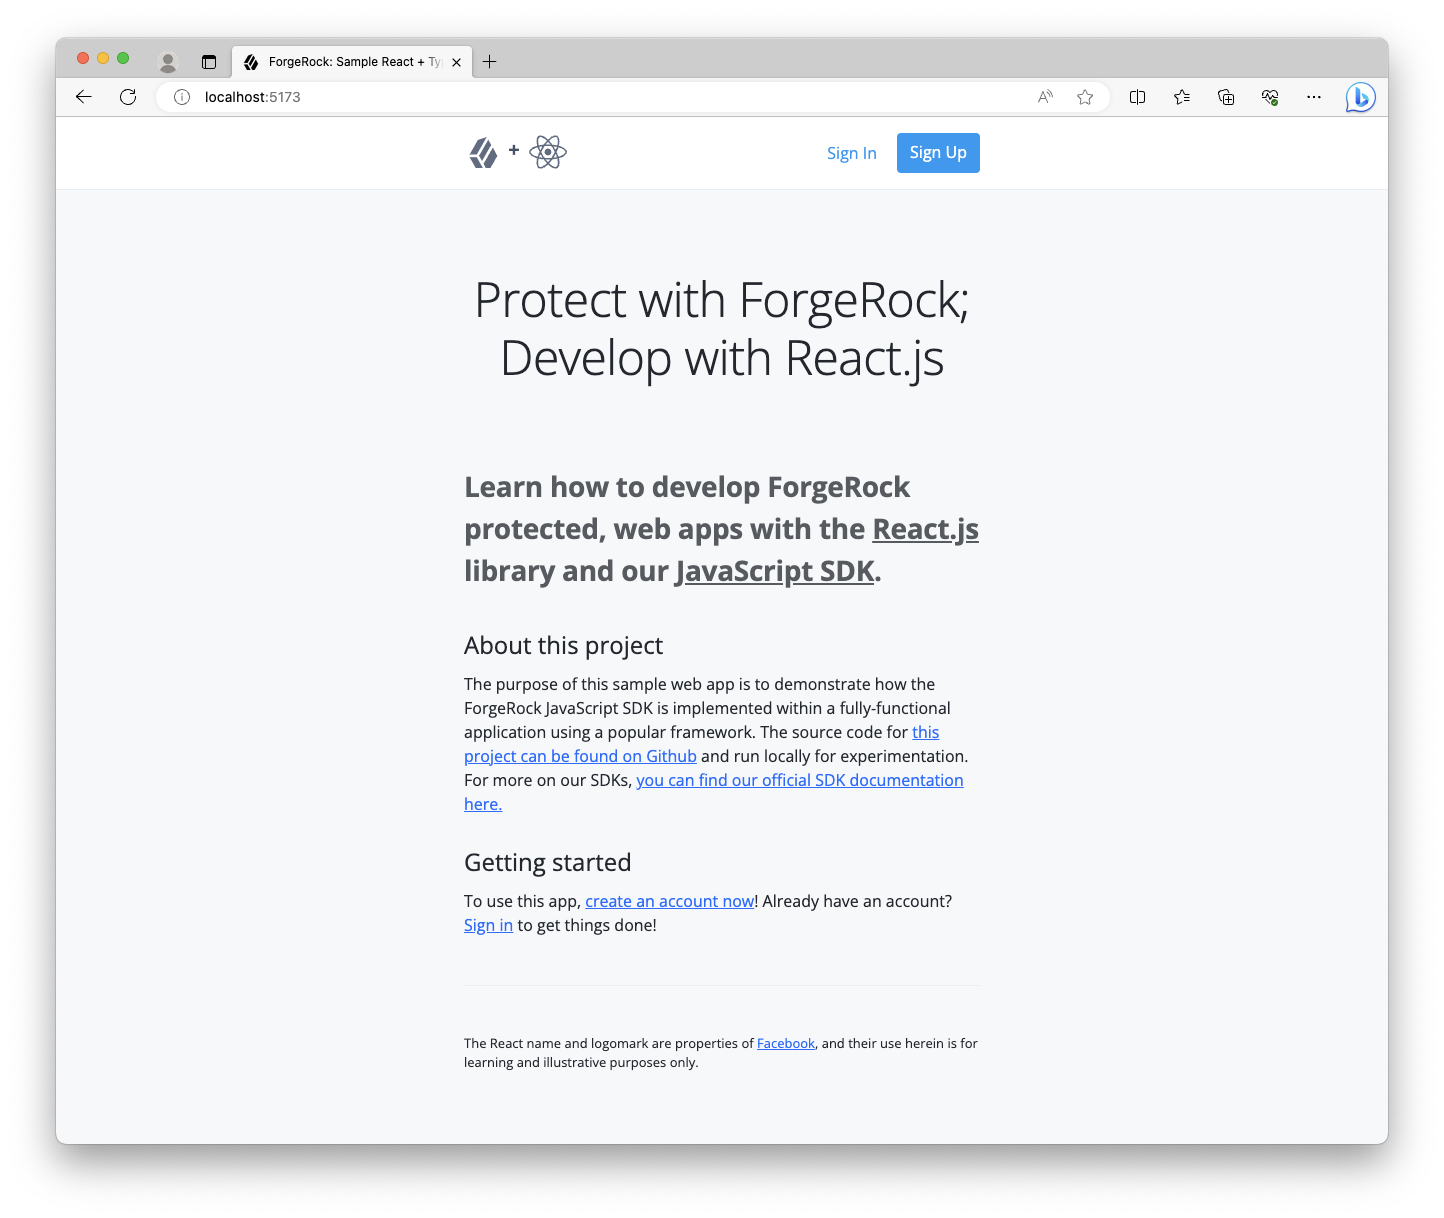 ForgeRock: Sample React + Ty
localhost:5173
+
Sign In
Sign Up
Protect with ForgeRock;
Develop with React.js
Learn how to develop ForgeRock
protected, web apps with the React.js
library and our JavaScript SDK.
About this project
The purpose of this sample web app is to demonstrate how the
ForgeRock JavaScript SDK is implemented within a fully-functional
application using a popular framework. The source code for this
project can be found on Github and run locally for experimentation.
For more on our SDKs, you can find our official SDK documentation
here.
Getting started
To use this app, create an account now! Already have an account?
Sign in to get things done!
The React name and logomark are properties of Facebook, and their use herein is for
learning and illustrative purposes only.